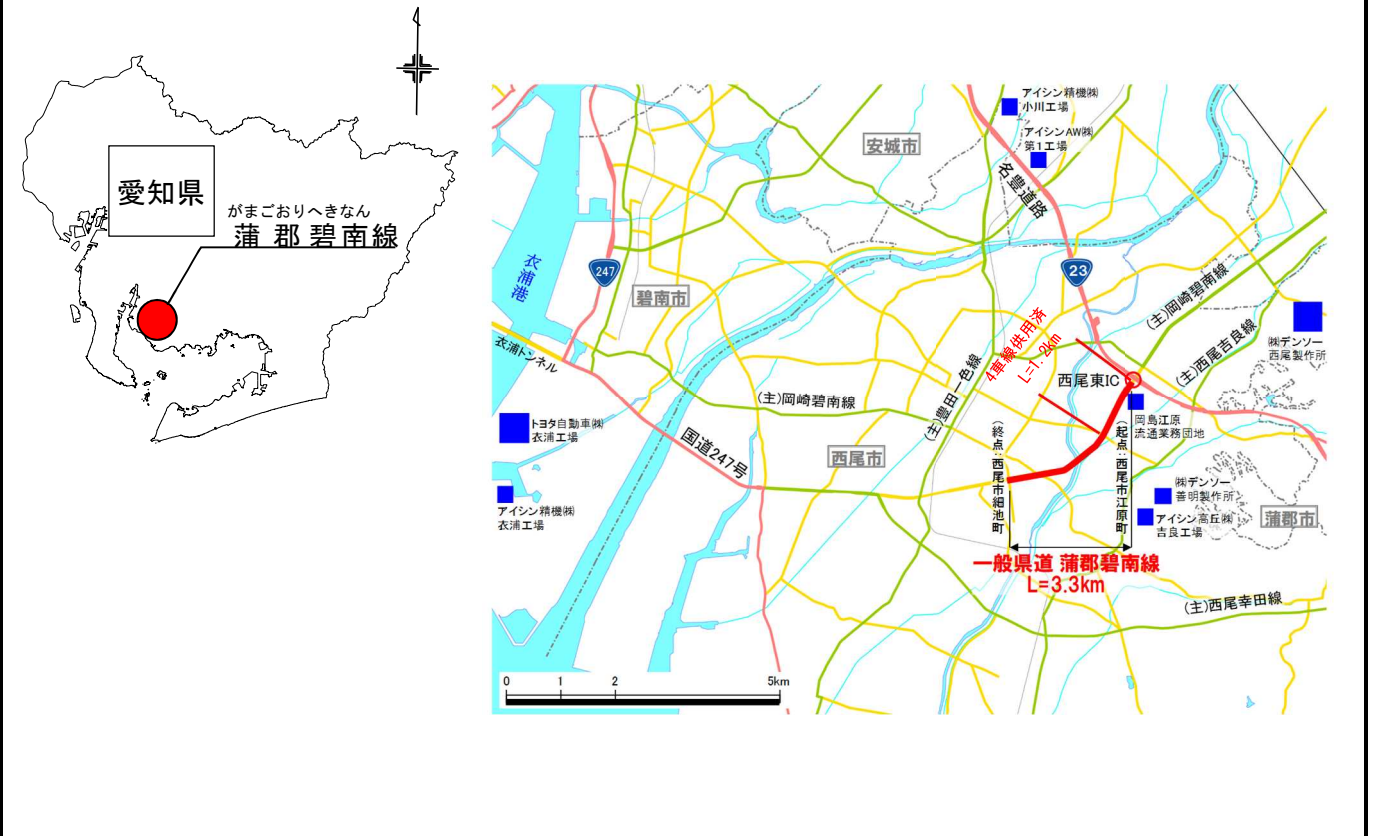 愛知県
がまごおりへきなん
蒲郡碧南線
アイシン精機㈱
小川工場
アイシンAW㈱
第1工場
安城市
名豊道路
衣浦港
247
23
碧南市
(主)岡崎碧南線
(主)西尾吉良線
㈱デンソー
西尾製作所
4車線供用済
L=1.2km
衣浦トンネル
西尾東IC
(主)岡崎碧南線
(主)豊田一色線
岡島江原
流通業務団地
トヨタ自動車㈱
衣浦工場
国道247号
西尾市
(終点:西尾市細池町)
(起点:西尾市江原町)
㈱デンソー
善明製作所
アイシン精機㈱
衣浦工場
アイシン高丘㈱
吉良工場
蒲郡市
一般県道 蒲郡碧南線
L=3.3km
(主)西尾幸田線
0 1 2 5km